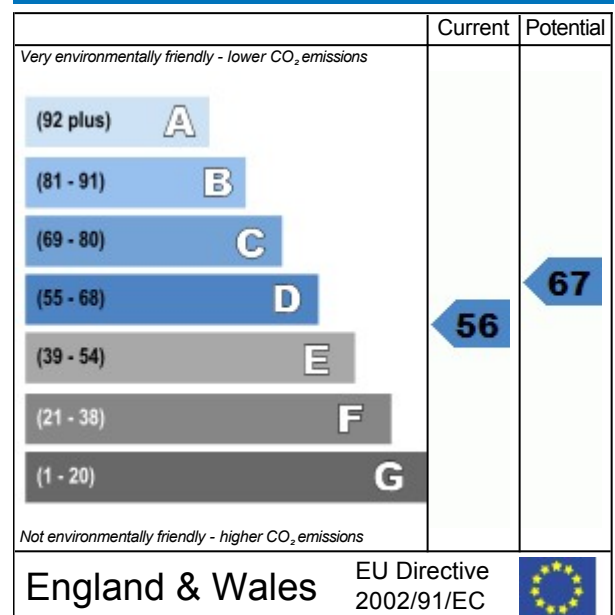 Current Potential
Very environmentally friendly - lower CO₂ emissions
(92 plus) A
(81 - 91) B
(69 - 80) C
(55 - 68) D
(39 - 54) E
(21 - 38) F
(1 - 20) G
56
67
Not environmentally friendly - higher CO₂ emissions
England & Wales
EU Directive
2002/91/EC